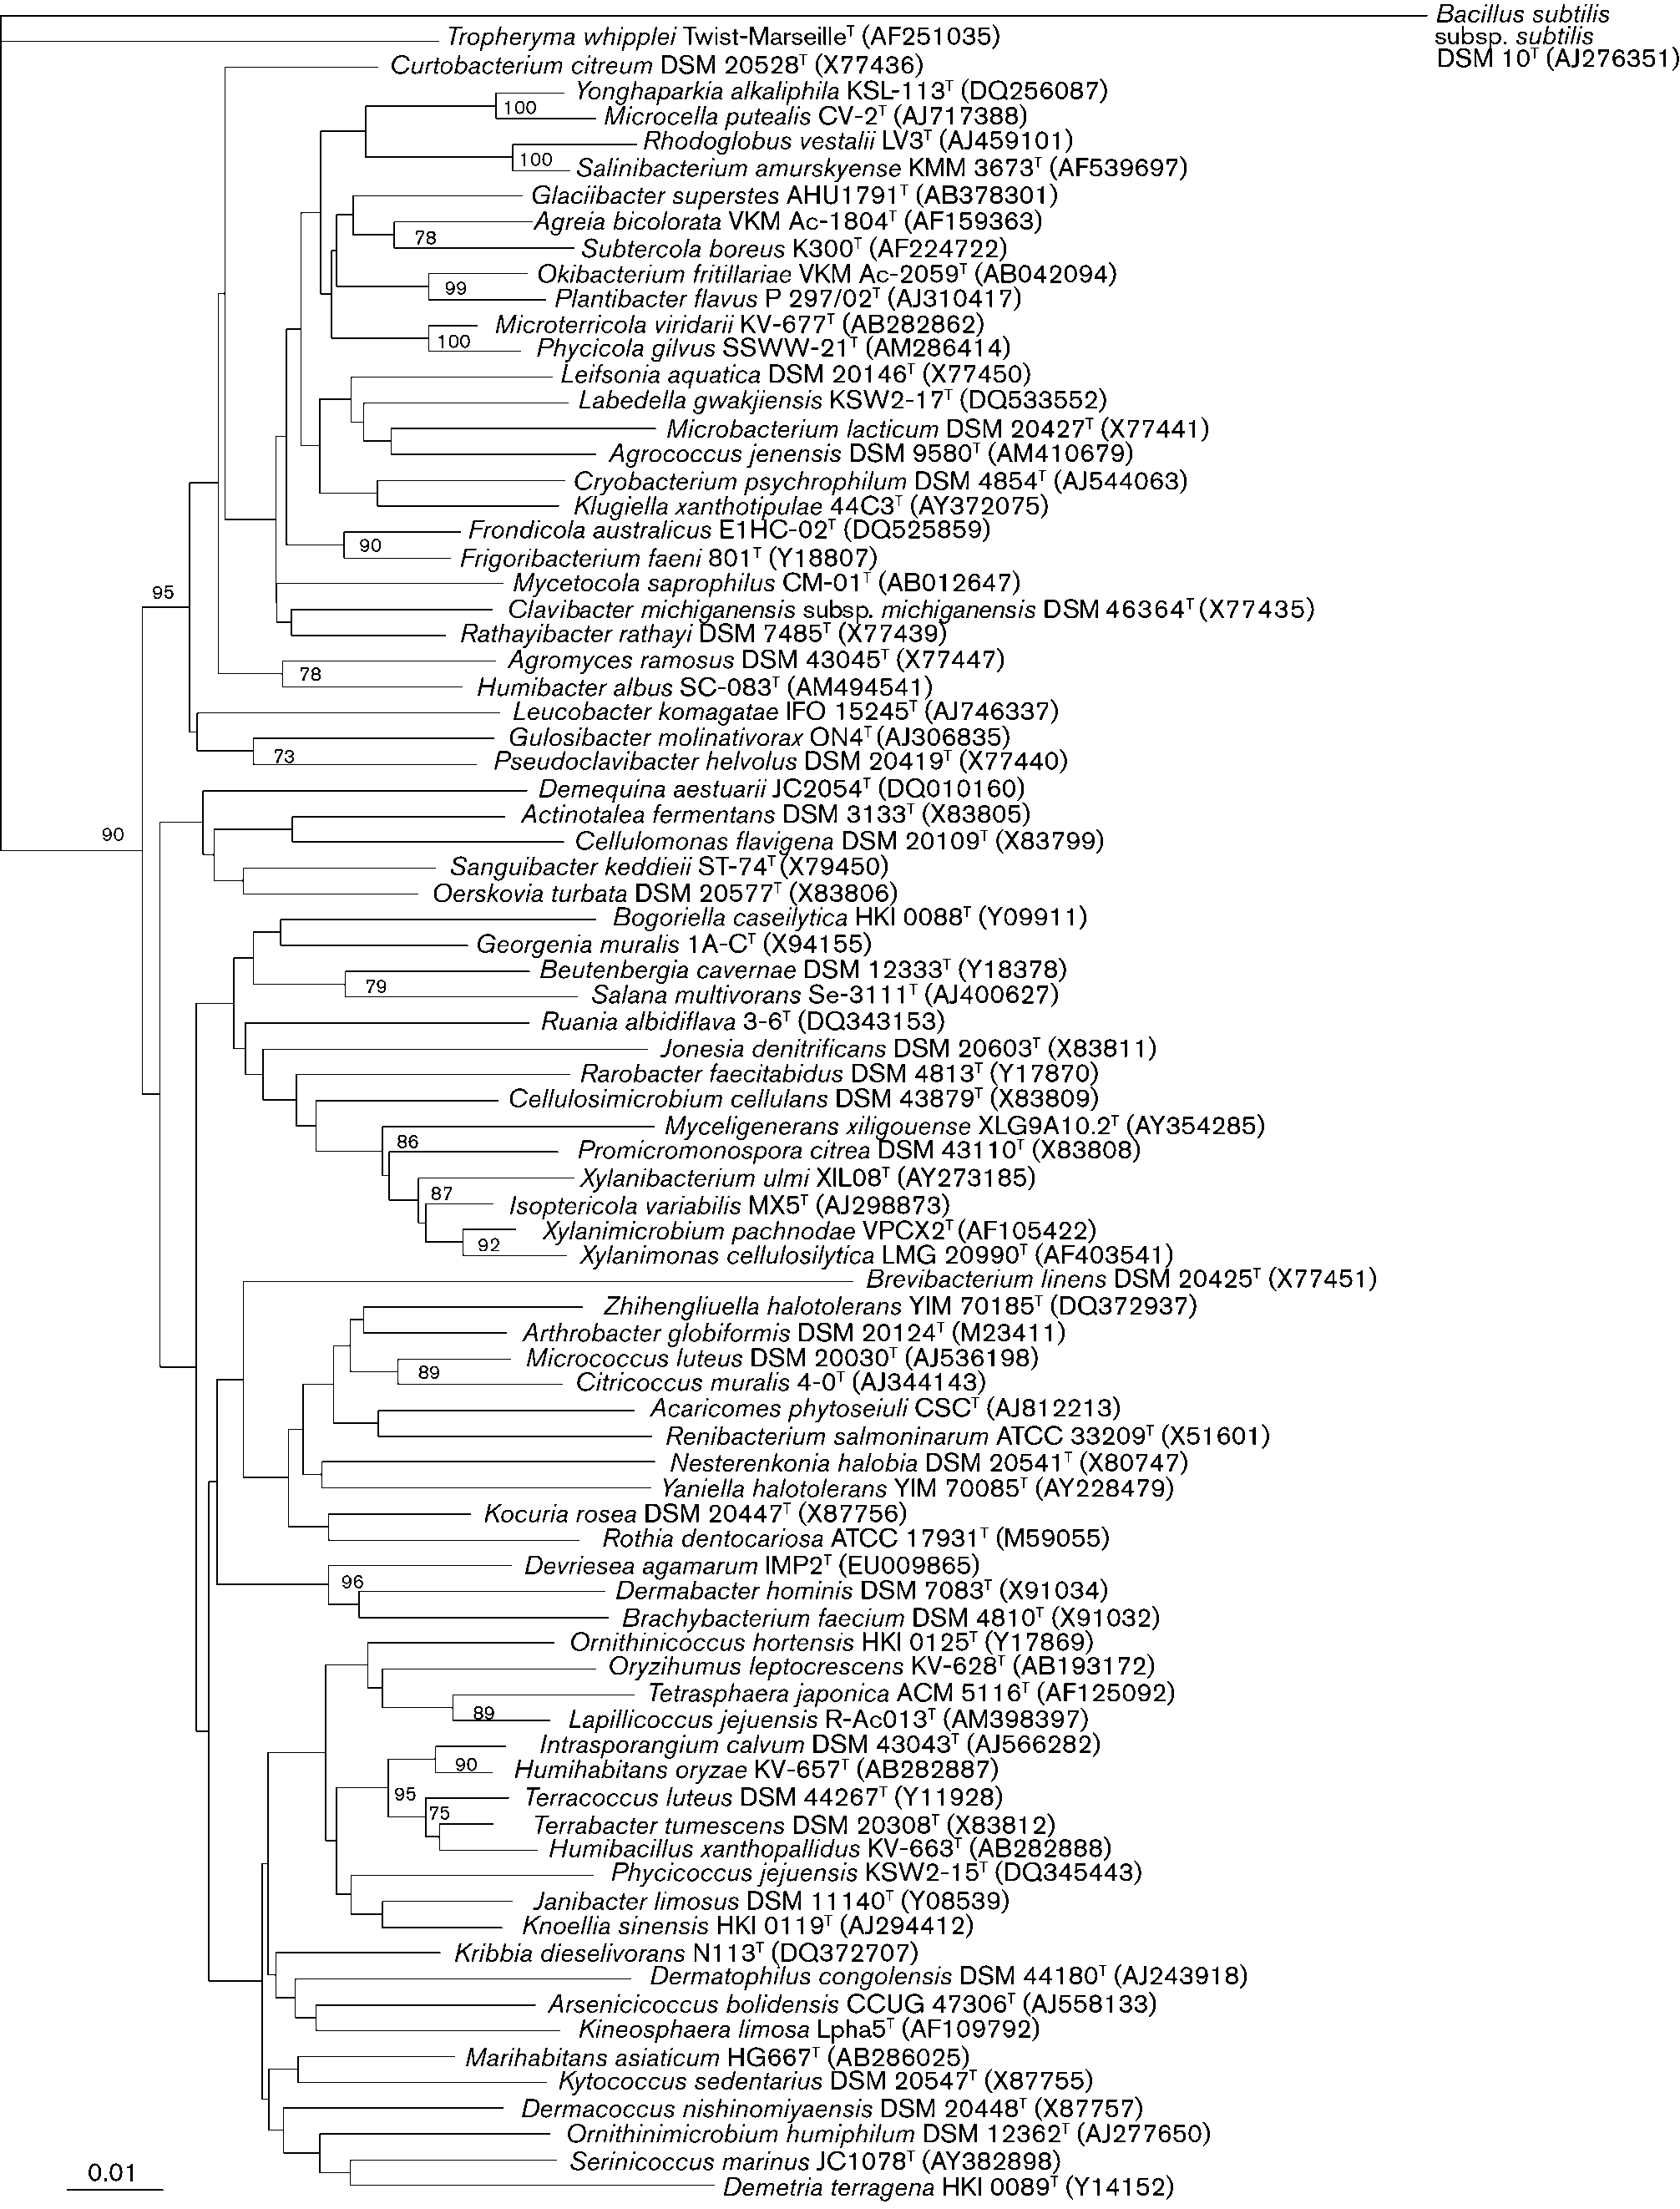 Bacillus subtilis
subsp. subtilis
DSM 10ᵀ (AJ276351)
Tropheryma whipplei Twist-Marseilleᵀ (AF251035)
Curtobacterium citreum DSM 20528ᵀ (X77436)
Yonghaparkia alkaliphila KSL-113ᵀ (DQ256087)
100
Microcella putealis CV-2ᵀ (AJ717388)
Rhodoglobus vestalii LV3ᵀ (AJ459101)
100
Salinibacterium amurskyense KMM 3673ᵀ (AF539697)
Glaciibacter superstes AHU1791ᵀ (AB378301)
Agreia bicolorata VKM Ac-1804ᵀ (AF159363)
78
Subtercola boreus K300ᵀ (AF224722)
Okibacterium fritillariae VKM Ac-2059ᵀ (AB042094)
99
Plantibacter flavus P 297/02ᵀ (AJ310417)
Microterricola viridarii KV-677ᵀ (AB282862)
100
Phycicola gilvus SSWW-21ᵀ (AM286414)
Leifsonia aquatica DSM 20146ᵀ (X77450)
Labedella gwakjiensis KSW2-17ᵀ (DQ533552)
Microbacterium lacticum DSM 20427ᵀ (X77441)
Agrococcus jenensis DSM 9580ᵀ (AM410679)
Cryobacterium psychrophilum DSM 4854ᵀ (AJ544063)
Klugiella xanthotipulae 44C3ᵀ (AY372075)
Frondicola australicus E1HC-02ᵀ (DQ525859)
90
Frigoribacterium faeni 801ᵀ (Y18807)
Mycetocola saprophilus CM-01ᵀ (AB012647)
95
Clavibacter michiganensis subsp. michiganensis DSM 46364ᵀ (X77435)
Rathayibacter rathayi DSM 7485ᵀ (X77439)
Agromyces ramosus DSM 43045ᵀ (X77447)
78
Humibacter albus SC-083ᵀ (AM494541)
Leucobacter komagatae IFO 15245ᵀ (AJ746337)
Gulosibacter molinativorax ON4ᵀ (AJ306835)
73
Pseudoclavibacter helvolus DSM 20419ᵀ (X77440)
Demequina aestuarii JC2054ᵀ (DQ010160)
Actinotalea fermentans DSM 3133ᵀ (X83805)
90
Cellulomonas flavigena DSM 20109ᵀ (X83799)
Sanguibacter keddieii ST-74ᵀ (X79450)
Oerskovia turbata DSM 20577ᵀ (X83806)
Bogoriella caseilytica HKI 0088ᵀ (Y09911)
Georgenia muralis 1A-Cᵀ (X94155)
Beutenbergia cavernae DSM 12333ᵀ (Y18378)
79
Salana multivorans Se-3111ᵀ (AJ400627)
Ruania albidiflava 3-6ᵀ (DQ343153)
Jonesia denitrificans DSM 20603ᵀ (X83811)
Rarobacter faecitabidus DSM 4813ᵀ (Y17870)
Cellulosimicrobium cellulans DSM 43879ᵀ (X83809)
Myceligenerans xiligouense XLG9A10.2ᵀ (AY354285)
86
Promicromonospora citrea DSM 43110ᵀ (X83808)
Xylanibacterium ulmi XIL08ᵀ (AY273185)
87
Isoptericola variabilis MX5ᵀ (AJ298873)
Xylanimicrobium pachnodae VPCX2ᵀ (AF105422)
92
Xylanimonas cellulosilytica LMG 20990ᵀ (AF403541)
Brevibacterium linens DSM 20425ᵀ (X77451)
Zhihengliuella halotolerans YIM 70185ᵀ (DQ372937)
Arthrobacter globiformis DSM 20124ᵀ (M23411)
Micrococcus luteus DSM 20030ᵀ (AJ536198)
89
Citricoccus muralis 4-0ᵀ (AJ344143)
Acaricomes phytoseiuli CSCᵀ (AJ812213)
Renibacterium salmoninarum ATCC 33209ᵀ (X51601)
Nesterenkonia halobia DSM 20541ᵀ (X80747)
Yaniella halotolerans YIM 70085ᵀ (AY228479)
Kocuria rosea DSM 20447ᵀ (X87756)
Rothia dentocariosa ATCC 17931ᵀ (M59055)
Devriesea agamarum IMP2ᵀ (EU009865)
96
Dermabacter hominis DSM 7083ᵀ (X91034)
Brachybacterium faecium DSM 4810ᵀ (X91032)
Ornithinicoccus hortensis HKI 0125ᵀ (Y17869)
Oryzihumus leptocrescens KV-628ᵀ (AB193172)
Tetrasphaera japonica ACM 5116ᵀ (AF125092)
89
Lapillicoccus jejuensis R-Ac013ᵀ (AM398397)
Intrasporangium calvum DSM 43043ᵀ (AJ566282)
90
Humihabitans oryzae KV-657ᵀ (AB282887)
95
Terracoccus luteus DSM 44267ᵀ (Y11928)
75
Terrabacter tumescens DSM 20308ᵀ (X83812)
Humibacillus xanthopallidus KV-663ᵀ (AB282888)
Phycicoccus jejuensis KSW2-15ᵀ (DQ345443)
Janibacter limosus DSM 11140ᵀ (Y08539)
Knoellia sinensis HKI 0119ᵀ (AJ294412)
Kribbia dieselivorans N113ᵀ (DQ372707)
Dermatophilus congolensis DSM 44180ᵀ (AJ243918)
Arsenicicoccus bolidensis CCUG 47306ᵀ (AJ558133)
Kineosphaera limosa Lpha5ᵀ (AF109792)
Marihabitans asiaticum HG667ᵀ (AB286025)
Kytococcus sedentarius DSM 20547ᵀ (X87755)
Dermacoccus nishinomiyaensis DSM 20448ᵀ (X87757)
Ornithinimicrobium humiphilum DSM 12362ᵀ (AJ277650)
Serinicoccus marinus JC1078ᵀ (AY382898)
0.01
Demetria terragena HKI 0089ᵀ (Y14152)